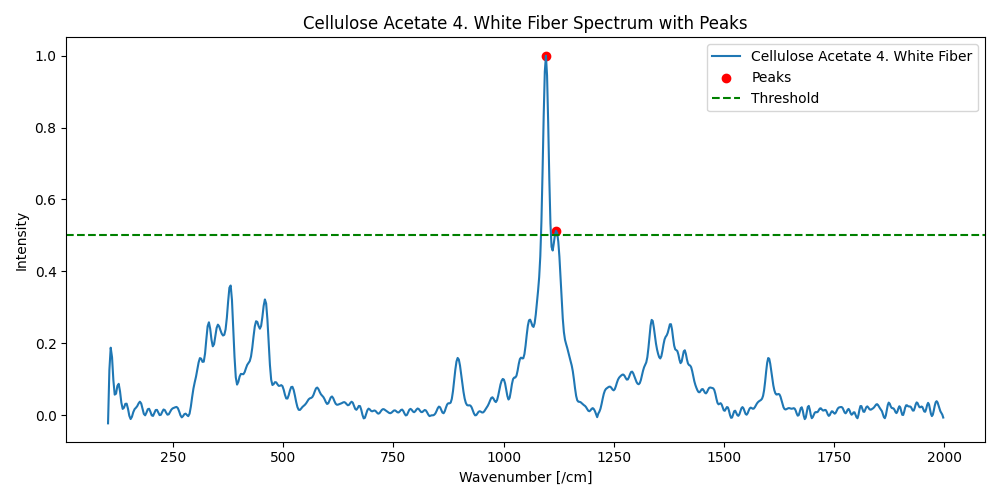 Cellulose Acetate 4. White Fiber Spectrum with Peaks
Cellulose Acetate 4. White Fiber
Peaks
Threshold
Intensity
1.0
0.8
0.6
0.4
0.2
0.0
250
500
750
1000
1250
1500
1750
2000
Wavenumber [/cm]